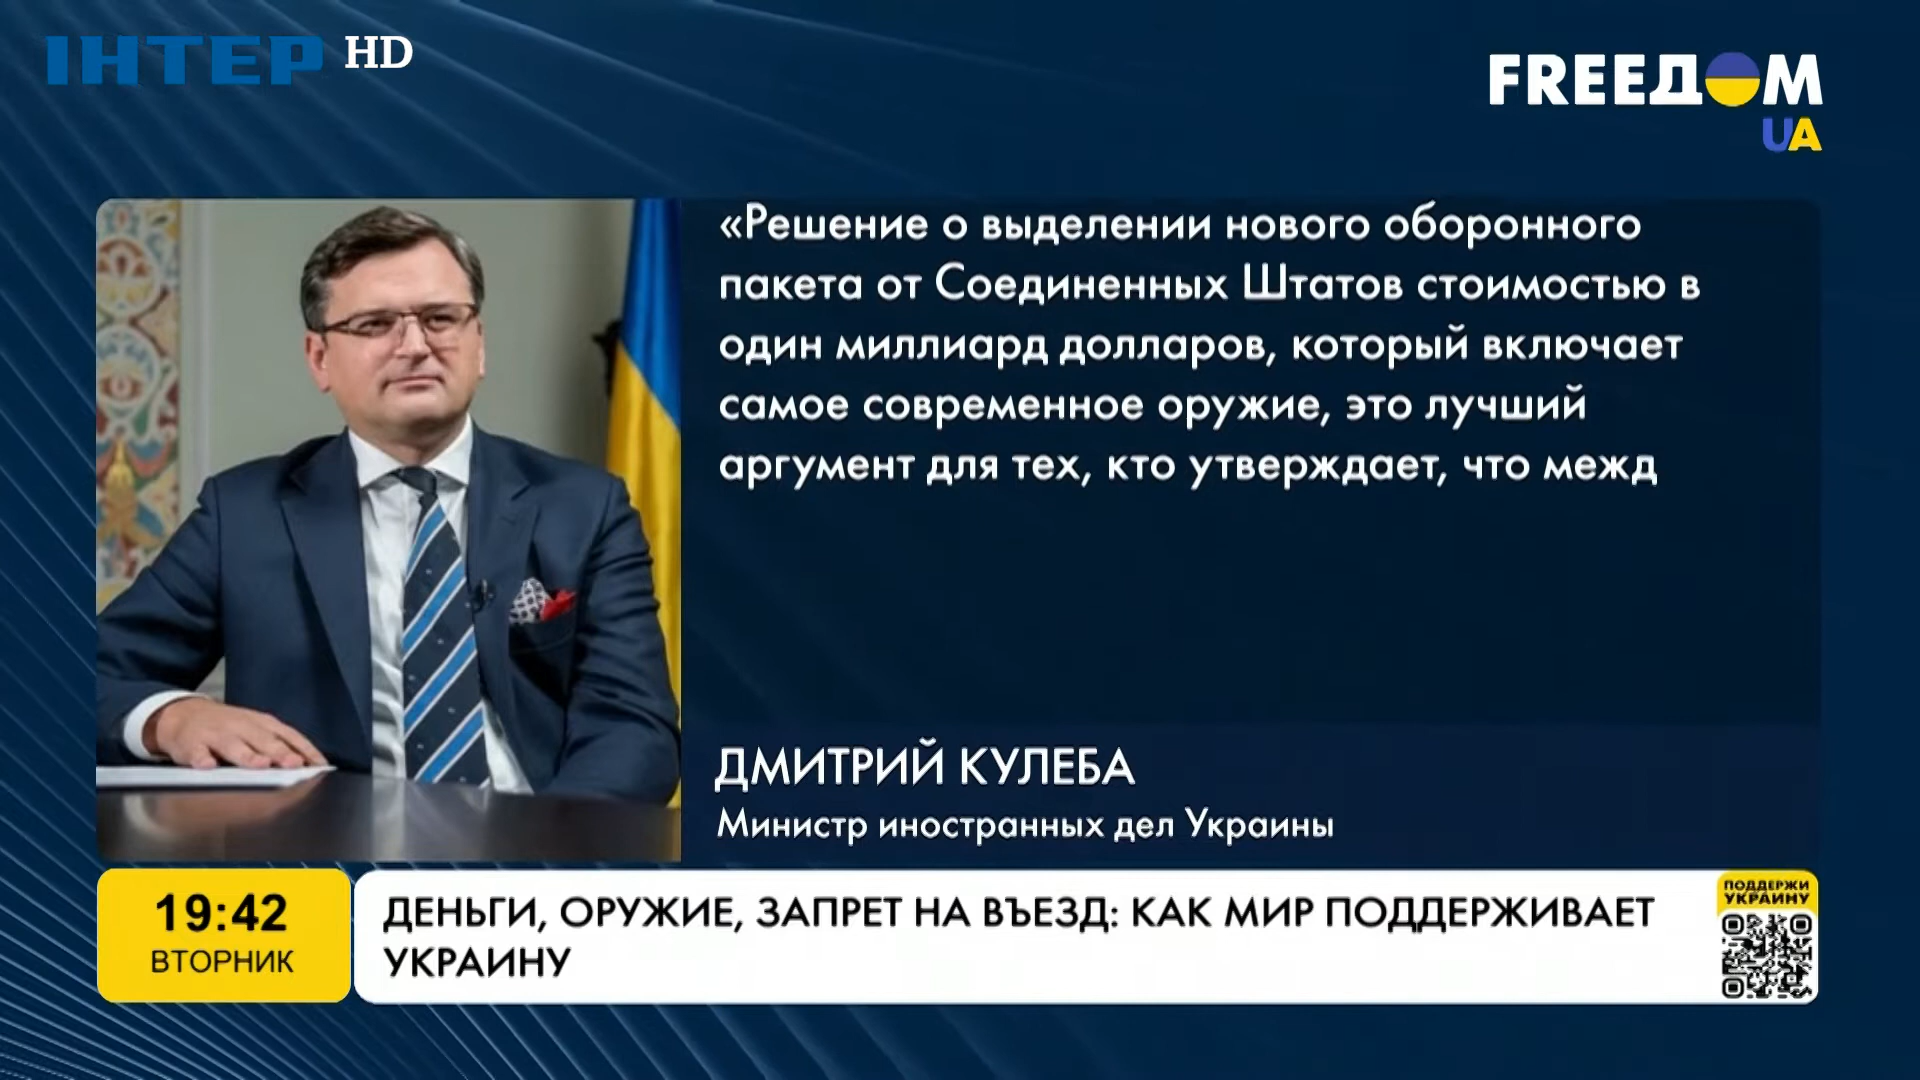 ІНТЕР HD
FREEДOM
UA
«Решение о выделении нового оборонного
пакета от Соединенных Штатов стоимостью в
один миллиард долларов, который включает
самое современное оружие, это лучший
аргумент для тех, кто утверждает, что межд
ДМИТРИЙ КУЛЕБА
Министр иностранных дел Украины
19:42
ВТОРНИК
ДЕНЬГИ, ОРУЖИЕ, ЗАПРЕТ НА ВЪЕЗД: КАК МИР ПОДДЕРЖИВАЕТ
УКРАИНУ
ПОДДЕРЖИ
УКРАИНУ